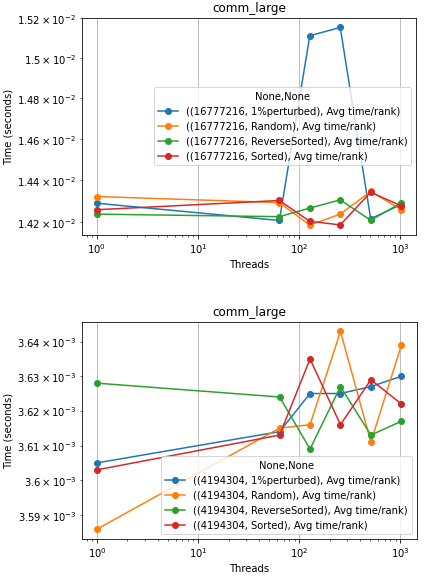 comm_large
1.52 × 10⁻²
1.5 × 10⁻²
1.48 × 10⁻²
1.46 × 10⁻²
1.44 × 10⁻²
1.42 × 10⁻²
Time (seconds)
None,None
((16777216, 1%perturbed), Avg time/rank)
((16777216, Random), Avg time/rank)
((16777216, ReverseSorted), Avg time/rank)
((16777216, Sorted), Avg time/rank)
10⁰ 10¹ 10² 10³
Threads
comm_large
3.64 × 10⁻³
3.63 × 10⁻³
3.62 × 10⁻³
3.61 × 10⁻³
3.6 × 10⁻³
3.59 × 10⁻³
Time (seconds)
None,None
((4194304, 1%perturbed), Avg time/rank)
((4194304, Random), Avg time/rank)
((4194304, ReverseSorted), Avg time/rank)
((4194304, Sorted), Avg time/rank)
10⁰ 10¹ 10² 10³
Threads